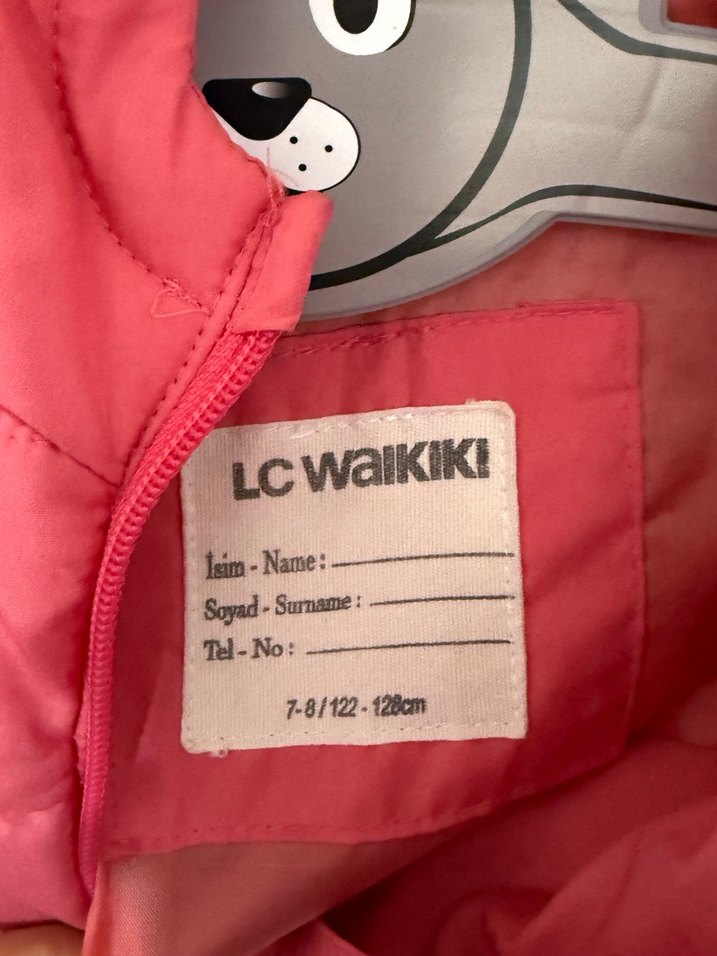 LC WAIKIKI
İsim - Name:
Soyad - Surname:
Tel - No:
7-8 / 122 - 128cm